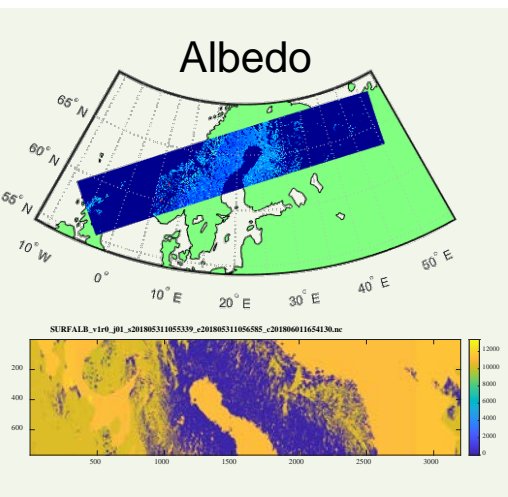 Albedo
65° N
60° N
55° N
10° W
0°
10° E
20° E
30° E
40° E
50° E
SURFALB_v1r0_j01_s201805311055339_e201805311056585_c201806011654130.nc
200
400
600
500
1000
1500
2000
2500
3000
12000
10000
8000
6000
4000
2000
0